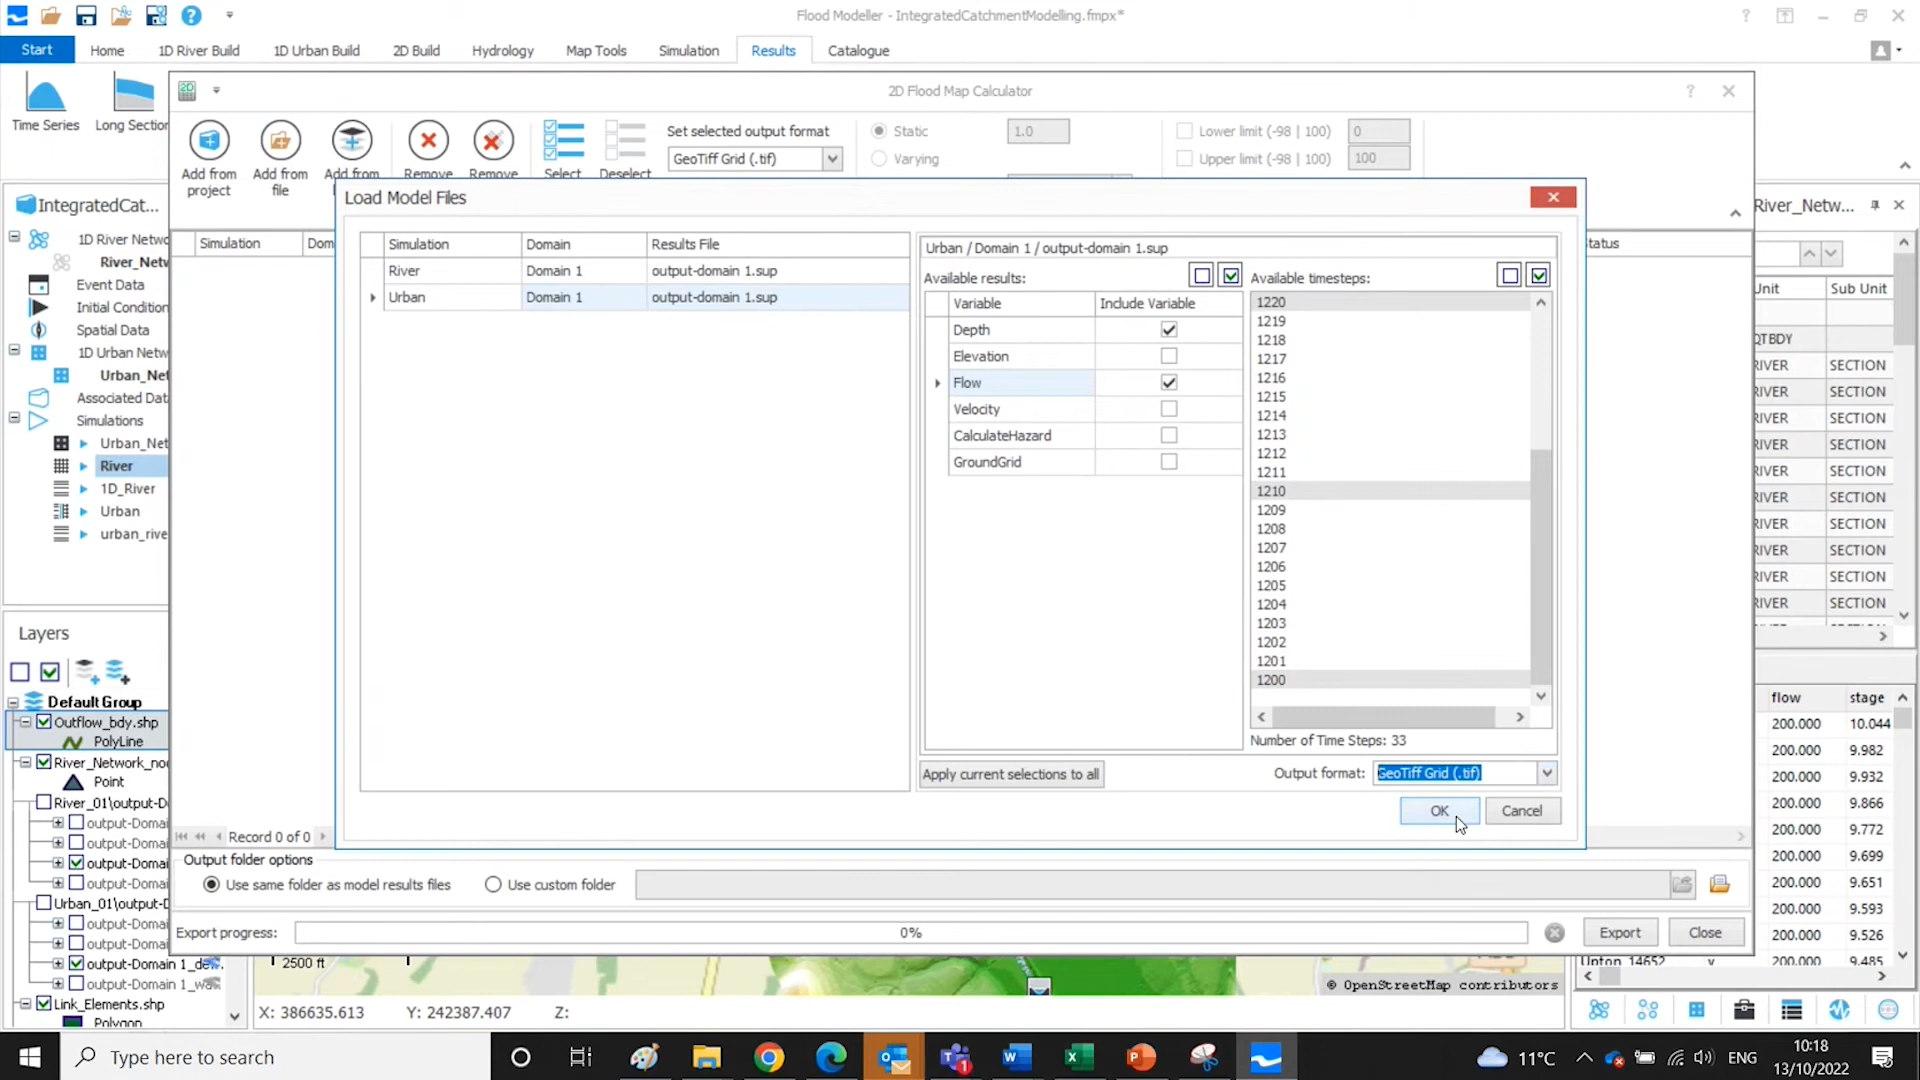 Flood Modeller - IntegratedCatchmentModelling.fmpx*
Start Home 1D River Build 1D Urban Build 2D Build Hydrology Map Tools Simulation Results Catalogue
Time Series Long Section
2D Flood Map Calculator
Add from project
Add from file
Add from
Remove
Remove
Select
Deselect
Set selected output format
GeoTiff Grid (.tif)
Static 1.0
Varying
Lower limit (-98 | 100) 0
Upper limit (-98 | 100) 100
IntegratedCat...
1D River Netwo
River_Netw
Event Data
Initial Condition
Spatial Data
1D Urban Netw
Urban_Net
Associated Dat
Simulations
Urban_Net
River
1D_River
Urban
urban_rive
Simulation Dom
Status
Load Model Files
Simulation Domain Results File
River Domain 1 output-domain 1.sup
Urban Domain 1 output-domain 1.sup
Urban / Domain 1 / output-domain 1.sup
Available results:
Variable Include Variable
Depth
Elevation
Flow
Velocity
CalculateHazard
GroundGrid
Available timesteps:
1220
1219
1218
1217
1216
1215
1214
1213
1212
1211
1210
1209
1208
1207
1206
1205
1204
1203
1202
1201
1200
Number of Time Steps: 33
Apply current selections to all
Output format: GeoTiff Grid (.tif)
OK Cancel
Record 0 of 0
Output folder options
Use same folder as model results files Use custom folder
Export progress: 0% Export Close
River_Netw...
Unit Sub Unit
QTBDY
RIVER SECTION
RIVER SECTION
RIVER SECTION
RIVER SECTION
RIVER SECTION
RIVER SECTION
RIVER SECTION
RIVER SECTION
RIVER SECTION
RIVER SECTION
flow stage
200.000 10.044
200.000 9.982
200.000 9.932
200.000 9.866
200.000 9.772
200.000 9.699
200.000 9.651
200.000 9.593
200.000 9.526
200.000 9.485
Upton 14652
Layers
Default Group
Outflow_bdy.shp
PolyLine
River_Network_no
Point
River_01\output-D
output-Domai
output-Domai
output-Domai
output-Domai
Urban_01\output-D
output-Domai
output-Domai
output-Domain 1_de
output-Domain 1_wa
Link_Elements.shp
Polygon
2500 ft
© OpenStreetMap contributors
X: 386635.613 Y: 242387.407 Z:
Type here to search
11°C ENG
10:18
13/10/2022